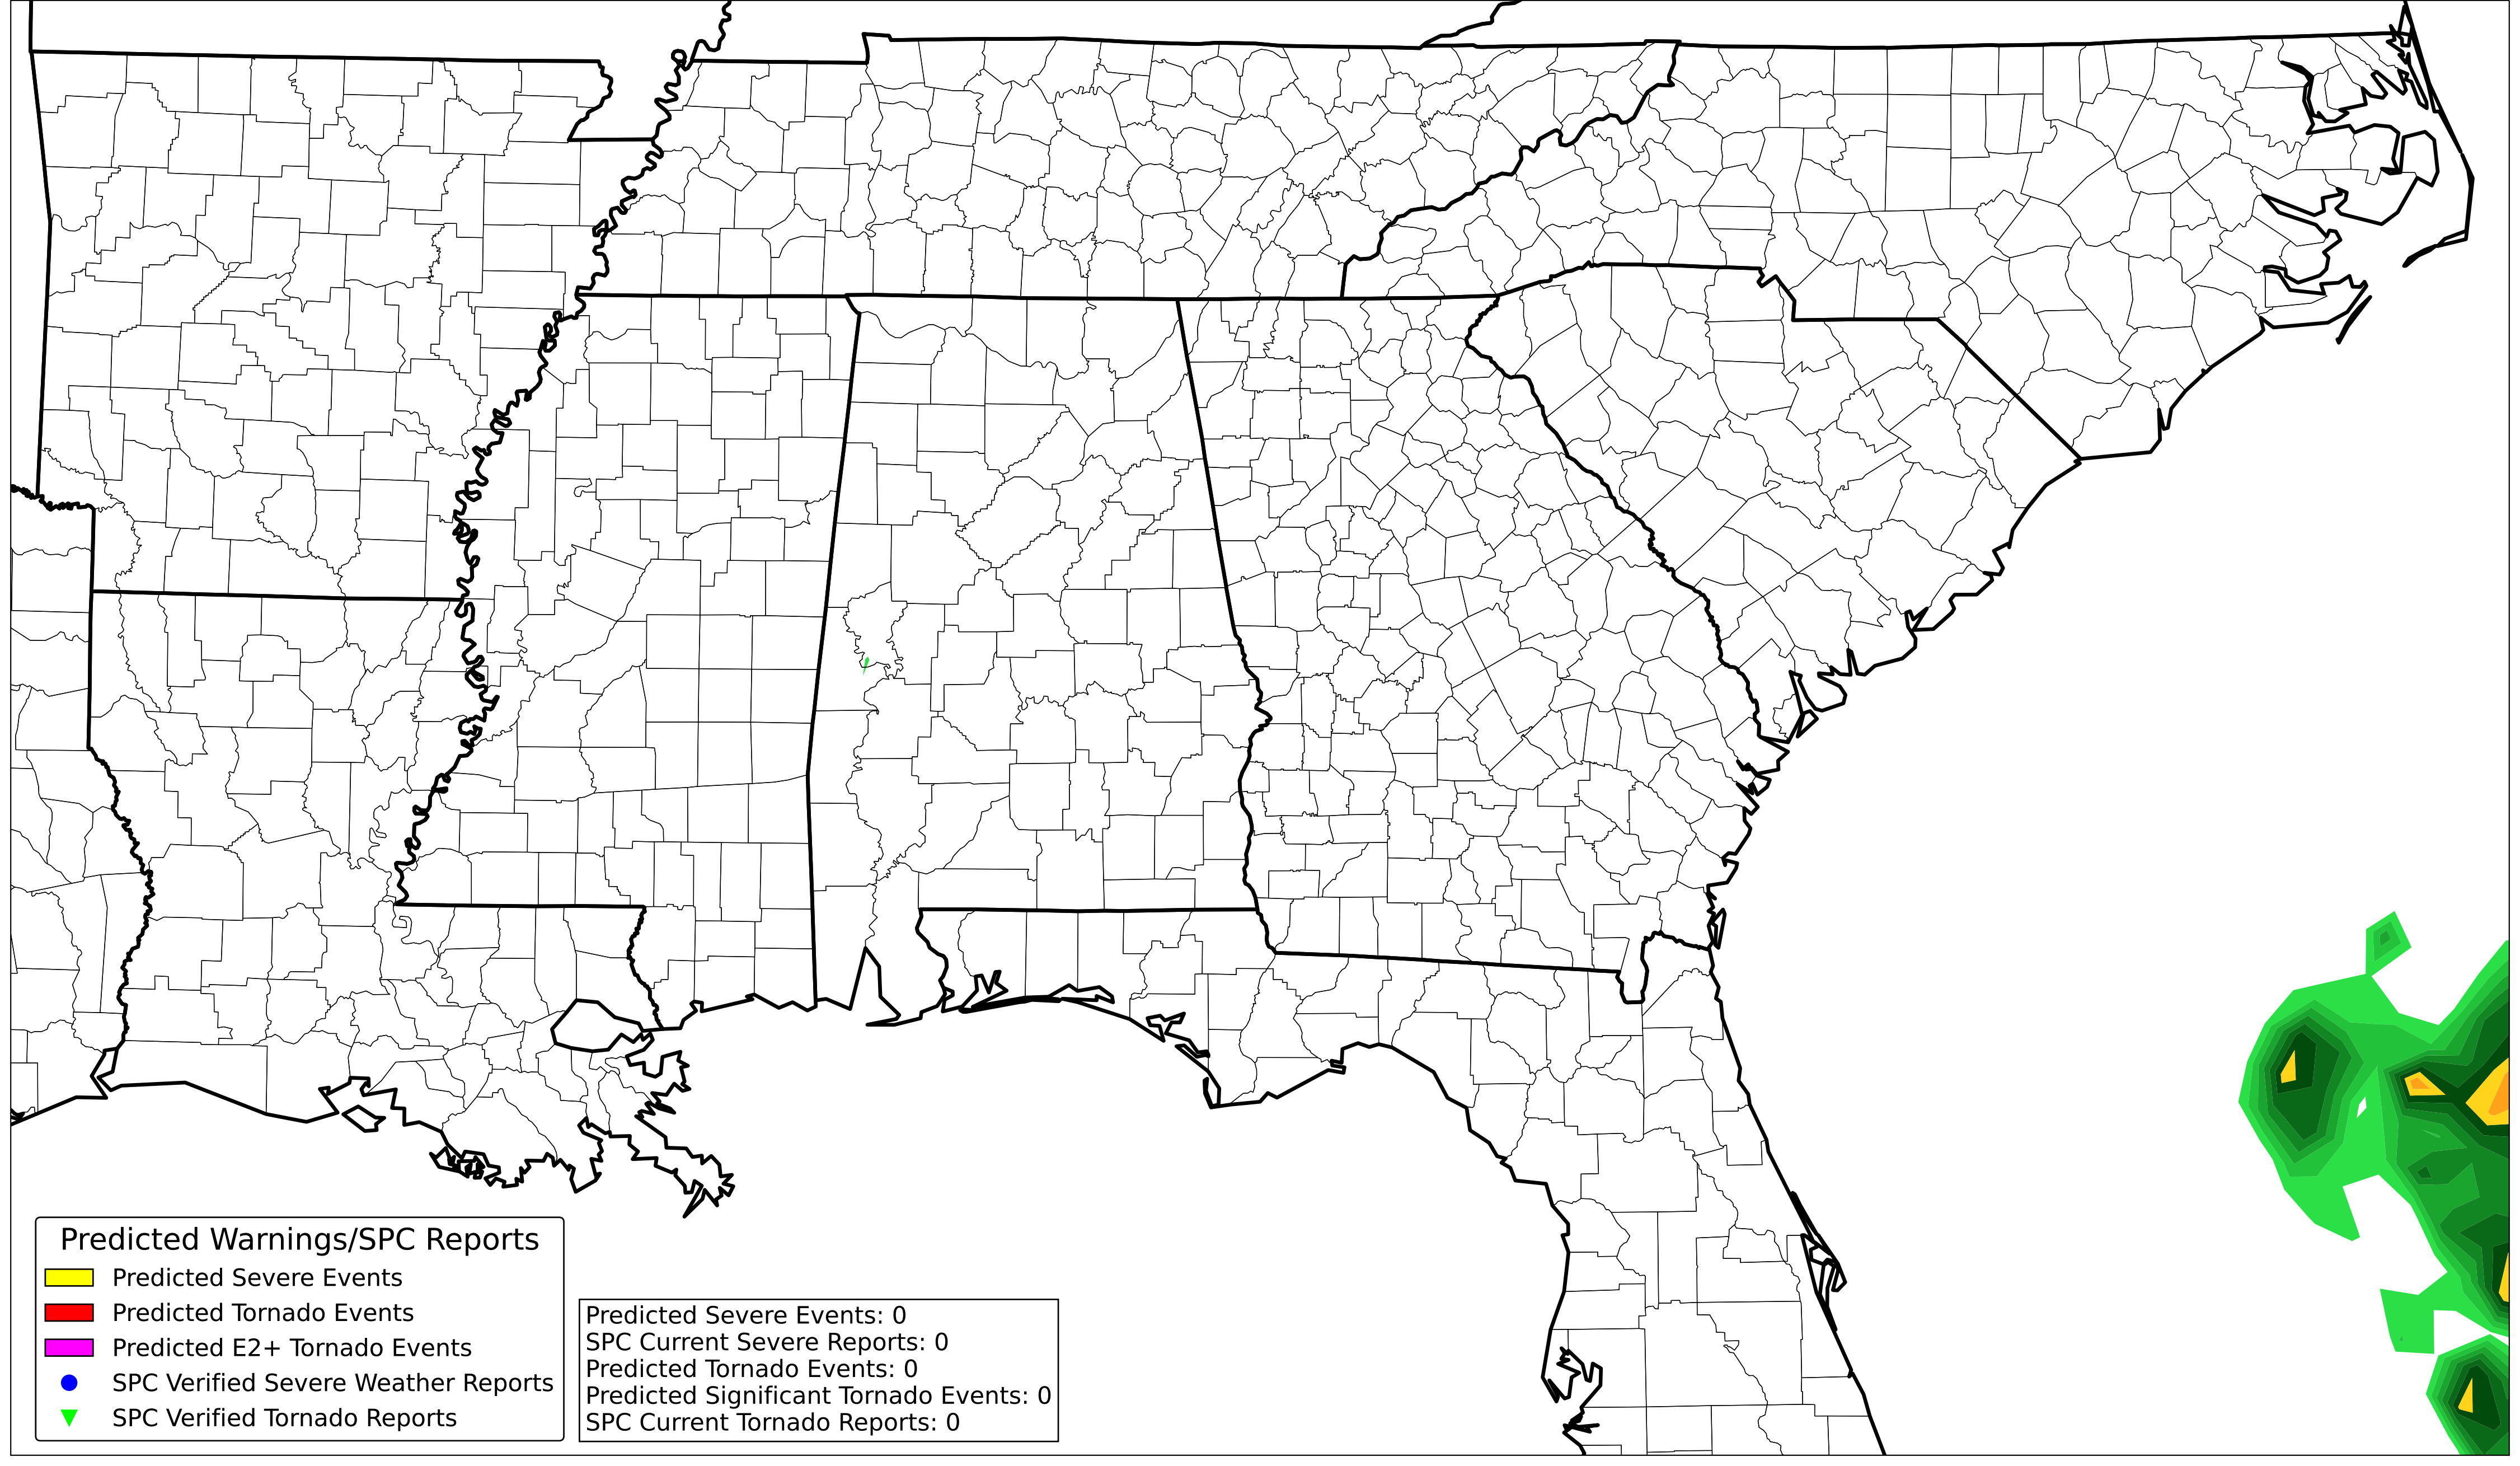 Predicted Warnings/SPC Reports
Predicted Severe Events
Predicted Tornado Events
Predicted E2+ Tornado Events
SPC Verified Severe Weather Reports
SPC Verified Tornado Reports
Predicted Severe Events: 0
SPC Current Severe Reports: 0
Predicted Tornado Events: 0
Predicted Significant Tornado Events: 0
SPC Current Tornado Reports: 0